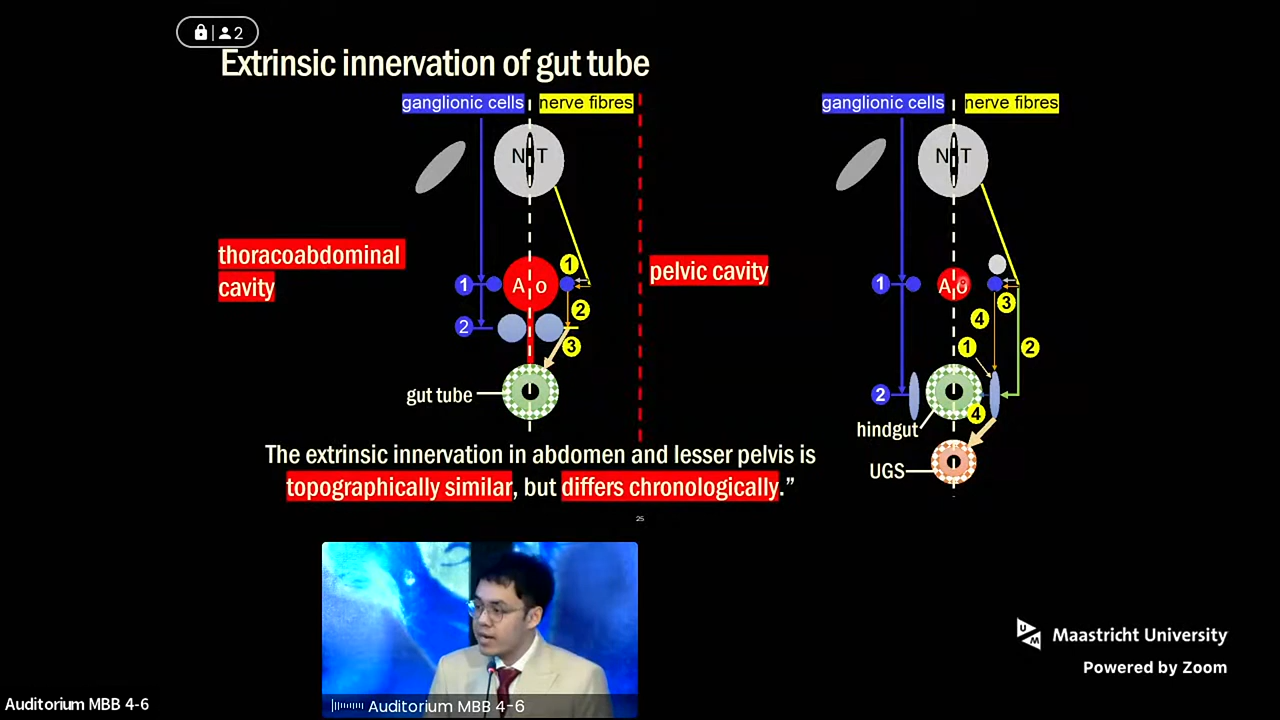 2
Extrinsic innervation of gut tube
ganglionic cells nerve fibres
ganglionic cells nerve fibres
N T
N T
thoracoabdominal
cavity
pelvic cavity
1 A o 1
2 2
3
gut tube
1 A o 3
4
1 2
2 4
hindgut
UGS
The extrinsic innervation in abdomen and lesser pelvis is
topographically similar, but differs chronologically.”
25
UM
Maastricht University
Powered by Zoom
Auditorium MBB 4-6
Auditorium MBB 4-6